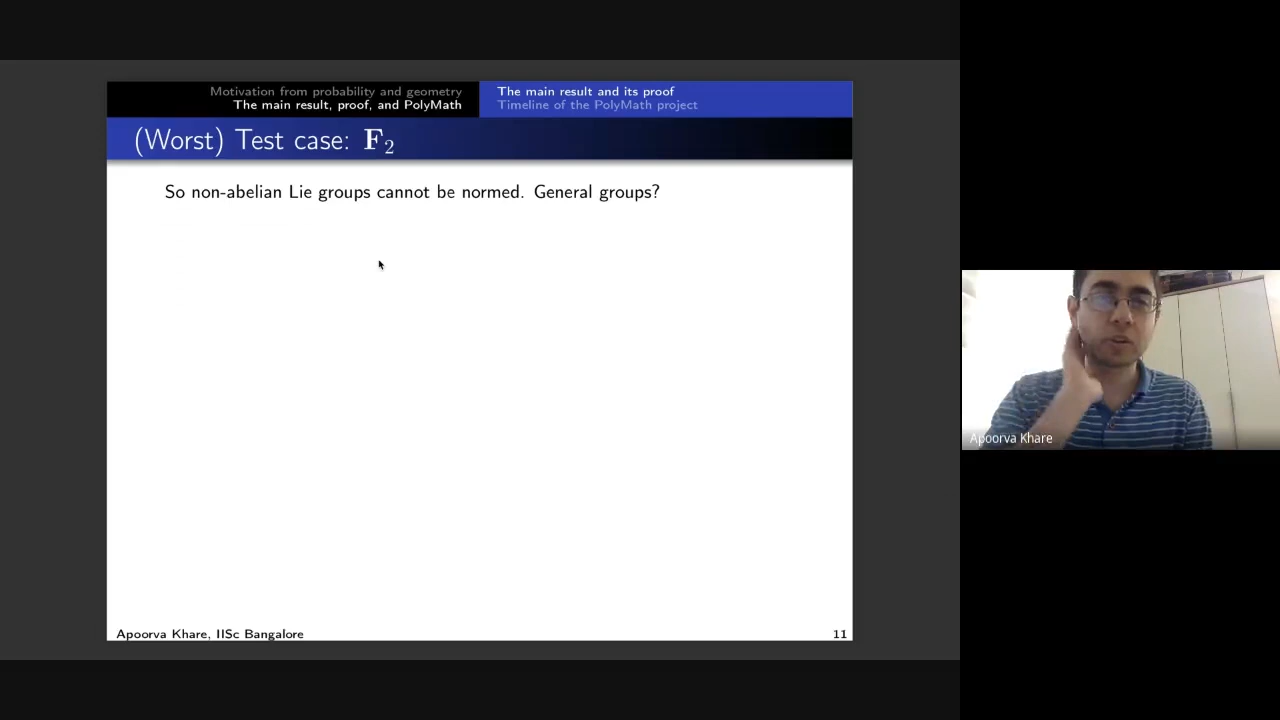 Motivation from probability and geometry
The main result, proof, and PolyMath
The main result and its proof
Timeline of the PolyMath project
(Worst) Test case: F₂
So non-abelian Lie groups cannot be normed. General groups?
Apoorva Khare, IISc Bangalore
11
Apoorva Khare